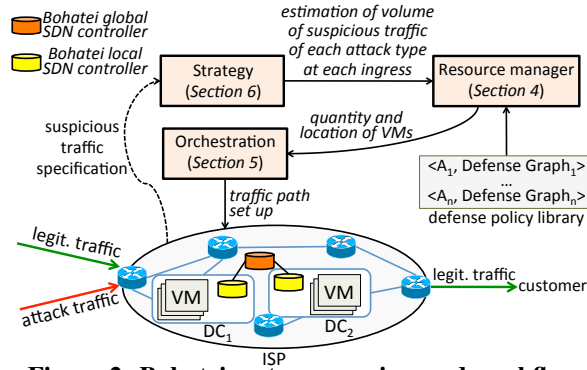 Bohatei global
SDN controller
Bohatei local
SDN controller
estimation of volume
of suspicious traffic
of each attack type
at each ingress
Strategy
(Section 6)
Resource manager
(Section 4)
quantity and
location of VMs
suspicious
traffic
specification
Orchestration
(Section 5)
<A1, Defense Graph1>
...
<An, Defense Graphn>
defense policy library
traffic path
set up
legit. traffic
attack traffic
VM
DC1
VM
DC2
legit. traffic
customer
ISP